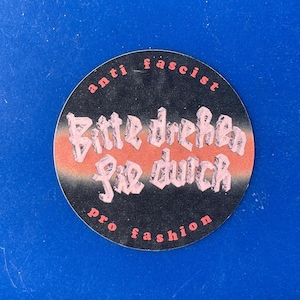 anti fascist
Bitte drehen
Sie durch
pro fashion